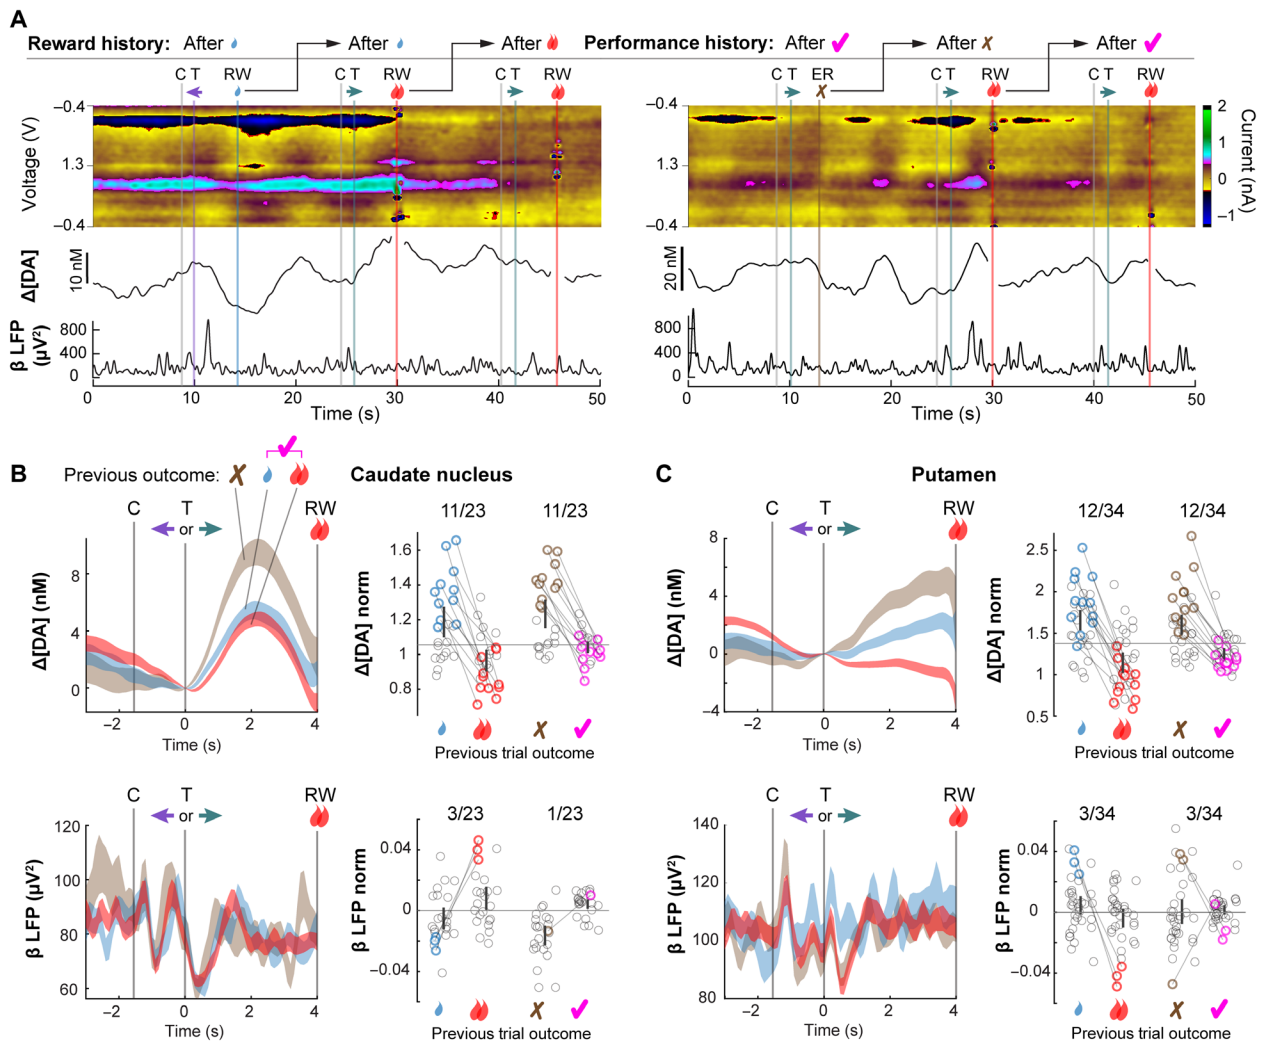 A
Reward history: After After After
Performance history: After After After
C T RW C T RW C T RW
C T ER C T RW C T RW
Voltage (V)
−0.4
1.3
−0.4
−0.4
1.3
−0.4
2
1
0
−1
Current (nA)
Δ[DA]
10 nM
20 nM
β LFP
(µV²)
800
400
0
800
400
0
0 10 20 30 40 50
Time (s)
0 10 20 30 40 50
Time (s)
B
Previous outcome:
Caudate nucleus
C T or RW
Δ[DA] (nM)
8
4
0
−2 0 2 4
Time (s)
11/23 11/23
Δ[DA] norm
1.6
1.4
1.2
1
0.8
Previous trial outcome
C T or RW
β LFP (µV²)
120
100
80
60
−2 0 2 4
Time (s)
3/23 1/23
β LFP norm
0.04
0
−0.04
Previous trial outcome
C
Putamen
C T or RW
Δ[DA] (nM)
8
4
0
−4
−2 0 2 4
Time (s)
12/34 12/34
Δ[DA] norm
2.5
2
1.5
1
0.5
Previous trial outcome
C T or RW
β LFP (µV²)
140
120
100
80
−2 0 2 4
Time (s)
3/34 3/34
β LFP norm
0.04
0
−0.04
Previous trial outcome